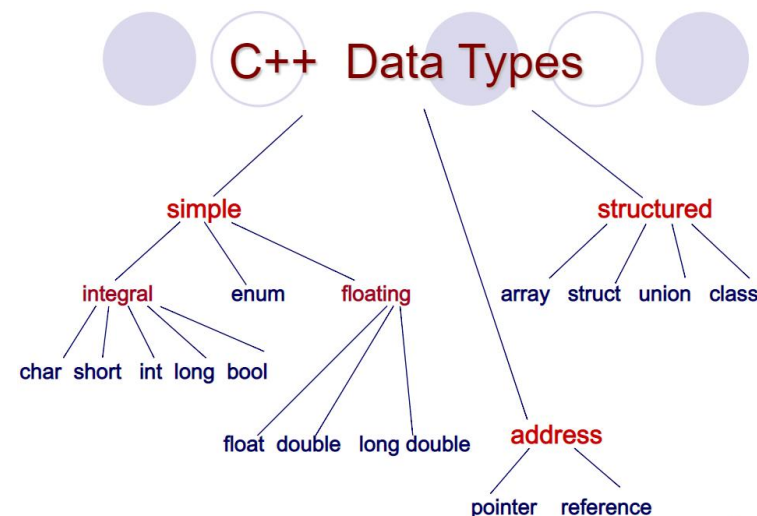 C++ Data Types
simple
structured
integral
enum
floating
array
struct
union
class
char
short
int
long
bool
float
double
long double
address
pointer
reference